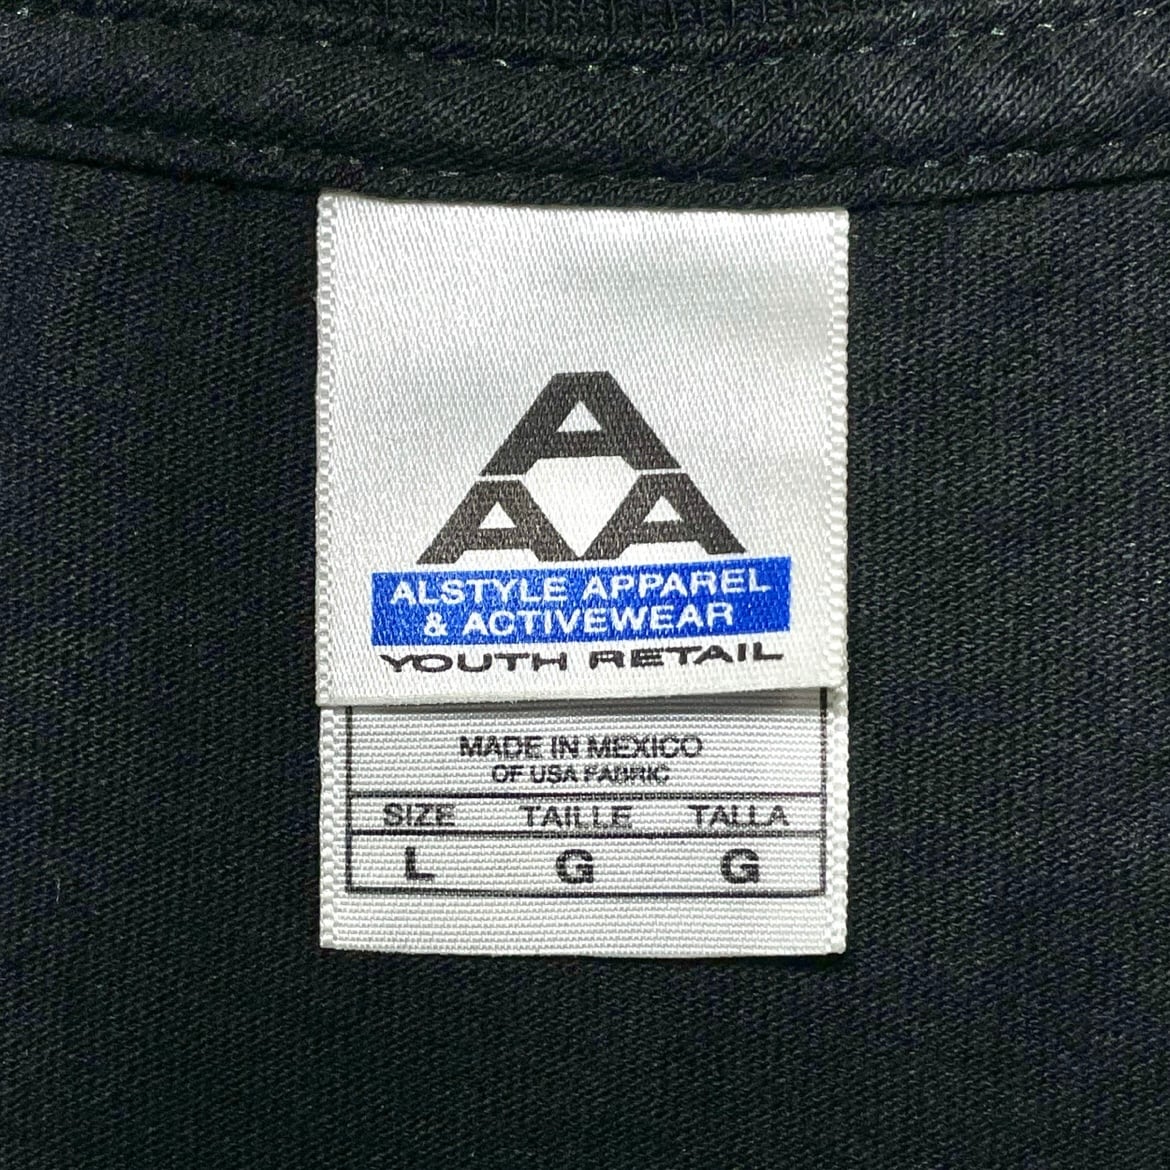 A
A A
ALSTYLE APPAREL
& ACTIVEWEAR
YOUTH RETAIL
MADE IN MEXICO
OF USA FABRIC
SIZE TAILLE TALLA
L G G